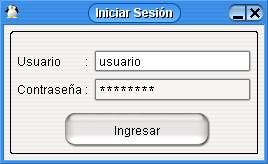 Iniciar Sesión
Usuario : usuario
Contraseña : ********
Ingresar